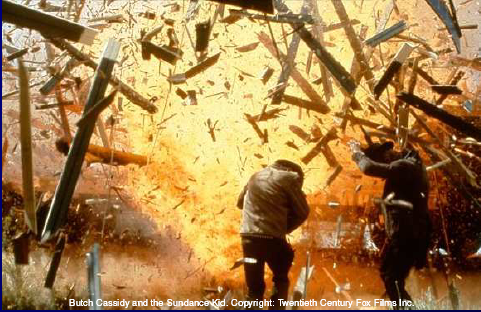 Butch Cassidy and the Sundance Kid. Copyright: Twentieth Century Fox Films Inc.